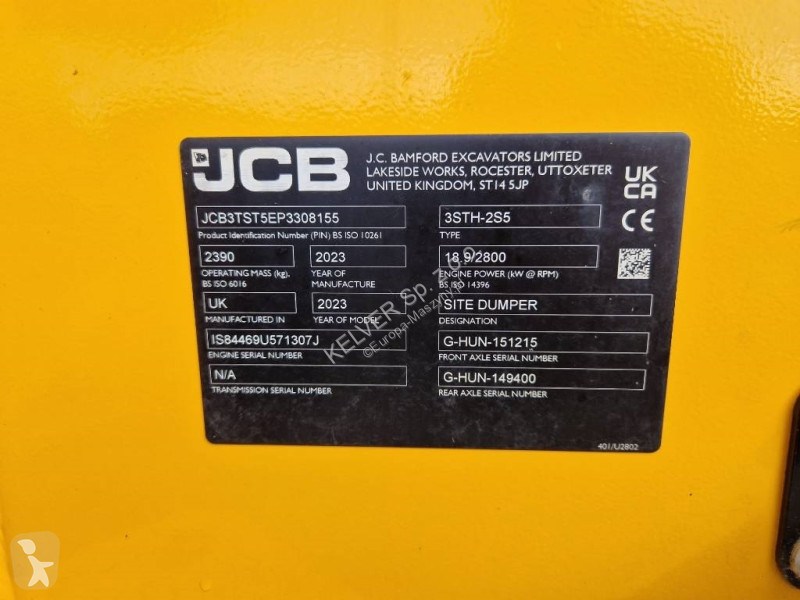 JCB
J.C. BAMFORD EXCAVATORS LIMITED
LAKESIDE WORKS, ROCESTER, UTTOXETER
UNITED KINGDOM, ST14 5JP
UK
CA
CE
JCB3TST5EP3308155
Product Identification Number (PIN) BS ISO 10261
3STH-2S5
TYPE
2390
OPERATING MASS (kg).
BS ISO 6016
2023
YEAR OF
MANUFACTURE
18.9/2800
ENGINE POWER (kW @ RPM)
BS ISO 14396
UK
MANUFACTURED IN
2023
YEAR OF MODEL
SITE DUMPER
DESIGNATION
IS84469U571307J
ENGINE SERIAL NUMBER
G-HUN-151215
FRONT AXLE SERIAL NUMBER
N/A
TRANSMISSION SERIAL NUMBER
G-HUN-149400
REAR AXLE SERIAL NUMBER
401/U2802
KELVER Sp. z o.o
©Europa-Maszyny.pl